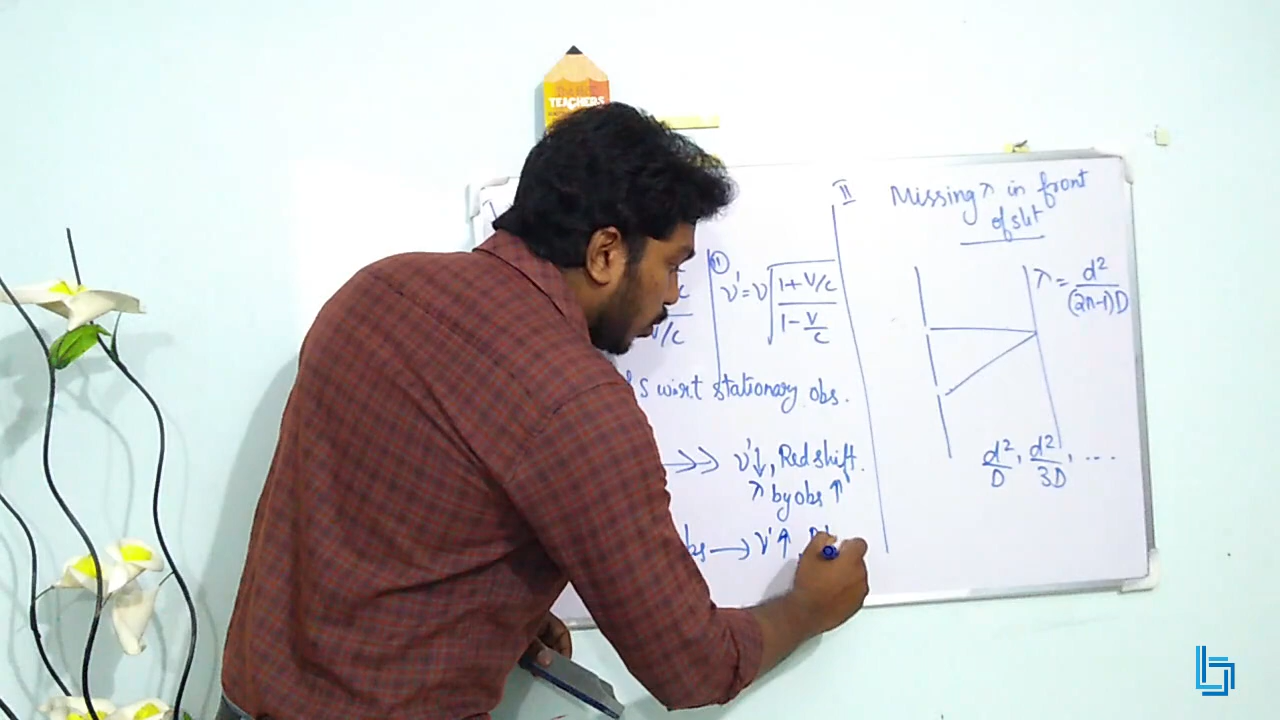 TEACHERS
ν' = ν √((1 + V/c) / (1 - V/c))
S w.r.t stationary obs.
ν'↓, Red shift.
λ by obs ↑
obs → ν'↑
II
Missing λ in front
of slit
λ = d² / (2n-1)D
d²/D, d²/3D, ....